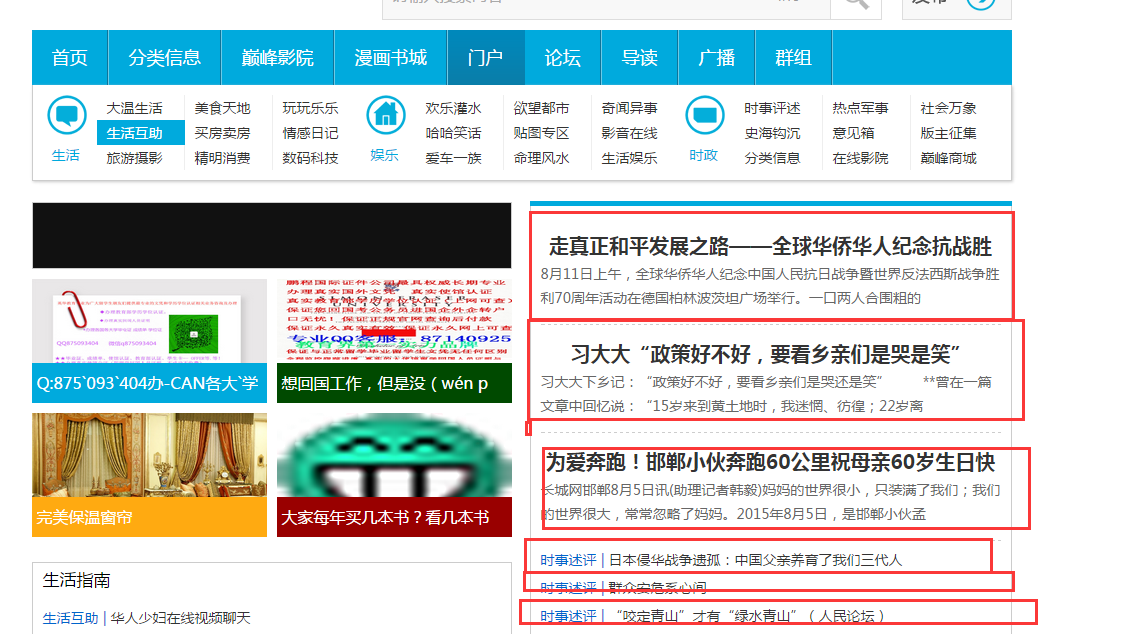 首页 分类信息 巅峰影院 漫画书城 门户 论坛 导读 广播 群组
大温生活 美食天地 玩玩乐乐 欢乐灌水 欲望都市 奇闻异事 时事评述 热点军事 社会万象
生活互助 买房卖房 情感日记 哈哈笑话 贴图专区 影音在线 史海钩沉 意见箱 版主征集
生活 旅游摄影 精明消费 数码科技 娱乐 爱车一族 命理风水 生活娱乐 时政 分类信息 在线影院 巅峰商城
Q:875`093`404办-CAN各大`学
想回国工作，但是没（wén p
完美保温窗帘
大家每年买几本书？看几本书
生活指南
生活互助 | 华人少妇在线视频聊天
走真正和平发展之路——全球华侨华人纪念抗战胜
8月11日上午，全球华侨华人纪念中国人民抗日战争暨世界反法西斯战争胜
利70周年活动在德国柏林波茨坦广场举行。一口两人合围粗的
习大大“政策好不好，要看乡亲们是哭是笑”
习大大下乡记：“政策好不好，要看乡亲们是哭还是笑” **曾在一篇
文章中回忆说：“15岁来到黄土地时，我迷惘、彷徨；22岁离
为爱奔跑！邯郸小伙奔跑60公里祝母亲60岁生日快
长城网邯郸8月5日讯(助理记者韩毅)妈妈的世界很小，只装满了我们；我们
的世界很大，常常忽略了妈妈。2015年8月5日，是邯郸小伙孟
时事述评 | 日本侵华战争遗孤：中国父亲养育了我们三代人
时事述评 | 群众安危系心间
时事述评 | “咬定青山”才有“绿水青山”（人民论坛）